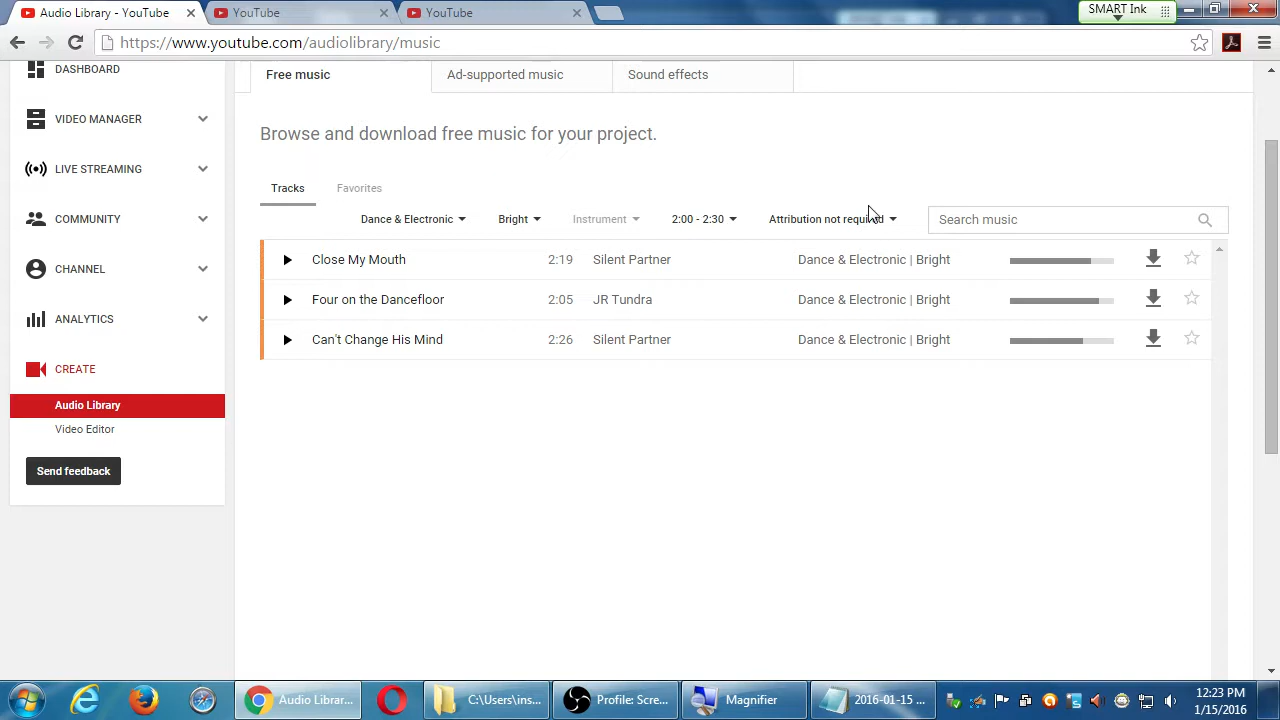 Audio Library - YouTube
YouTube
YouTube
SMART Ink
https://www.youtube.com/audiolibrary/music
DASHBOARD
VIDEO MANAGER
LIVE STREAMING
COMMUNITY
CHANNEL
ANALYTICS
CREATE
Audio Library
Video Editor
Send feedback
Free music
Ad-supported music
Sound effects
Browse and download free music for your project.
Tracks
Favorites
Dance & Electronic
Bright
Instrument
2:00 - 2:30
Attribution not required
Search music
Close My Mouth 2:19 Silent Partner Dance & Electronic | Bright
Four on the Dancefloor 2:05 JR Tundra Dance & Electronic | Bright
Can't Change His Mind 2:26 Silent Partner Dance & Electronic | Bright
Audio Librar...
C:\Users\ins...
Profile: Scre...
Magnifier
2016-01-15 ...
12:23 PM
1/15/2016